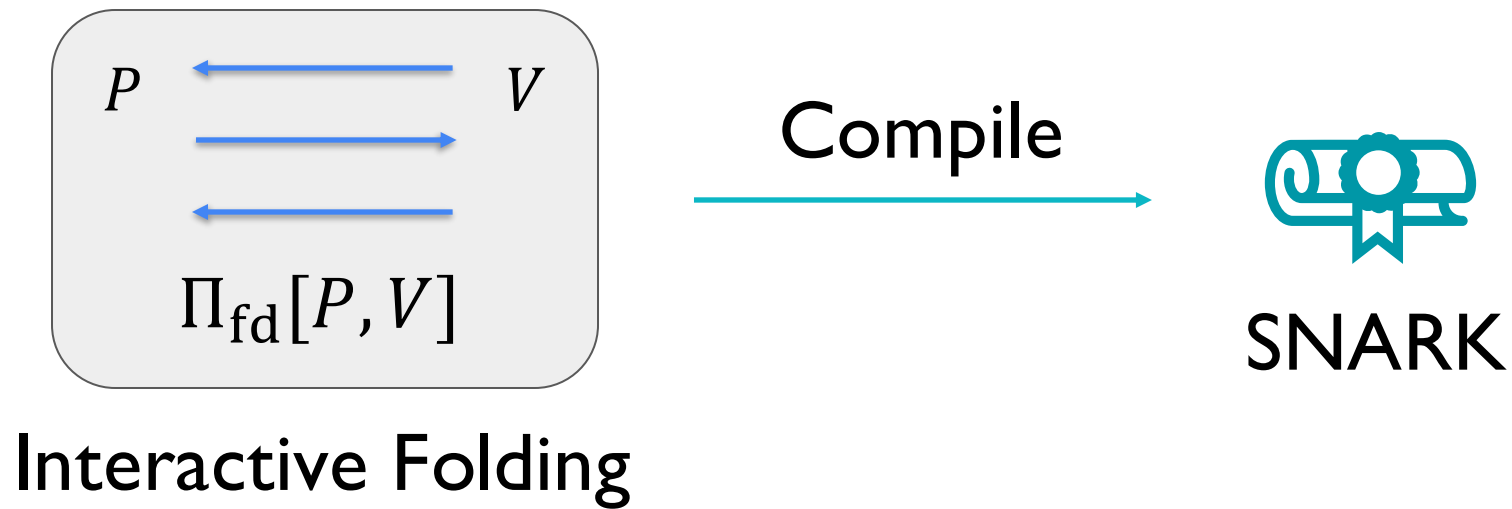 P V
Π_fd[P, V]
Interactive Folding
Compile
SNARK